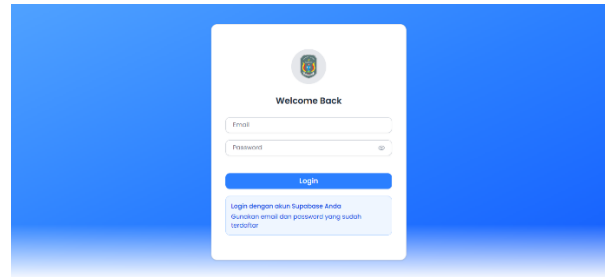 Welcome Back
Email
Password
Login
Login dengan akun Supabase Anda
Gunakan email dan password yang sudah
terdaftar